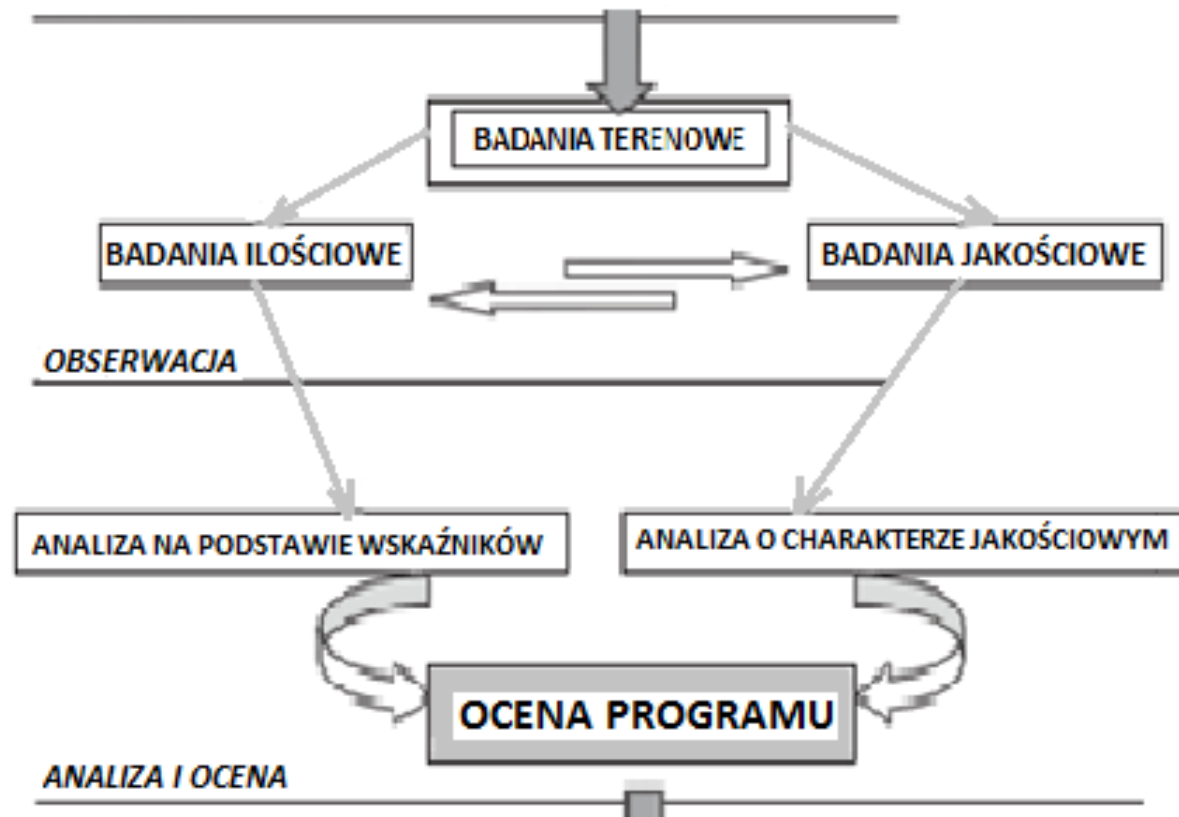 BADANIA TERENOWE
BADANIA ILOŚCIOWE
BADANIA JAKOŚCIOWE
OBSERWACJA
ANALIZA NA PODSTAWIE WSKAŹNIKÓW
ANALIZA O CHARAKTERZE JAKOŚCIOWYM
OCENA PROGRAMU
ANALIZA I OCENA